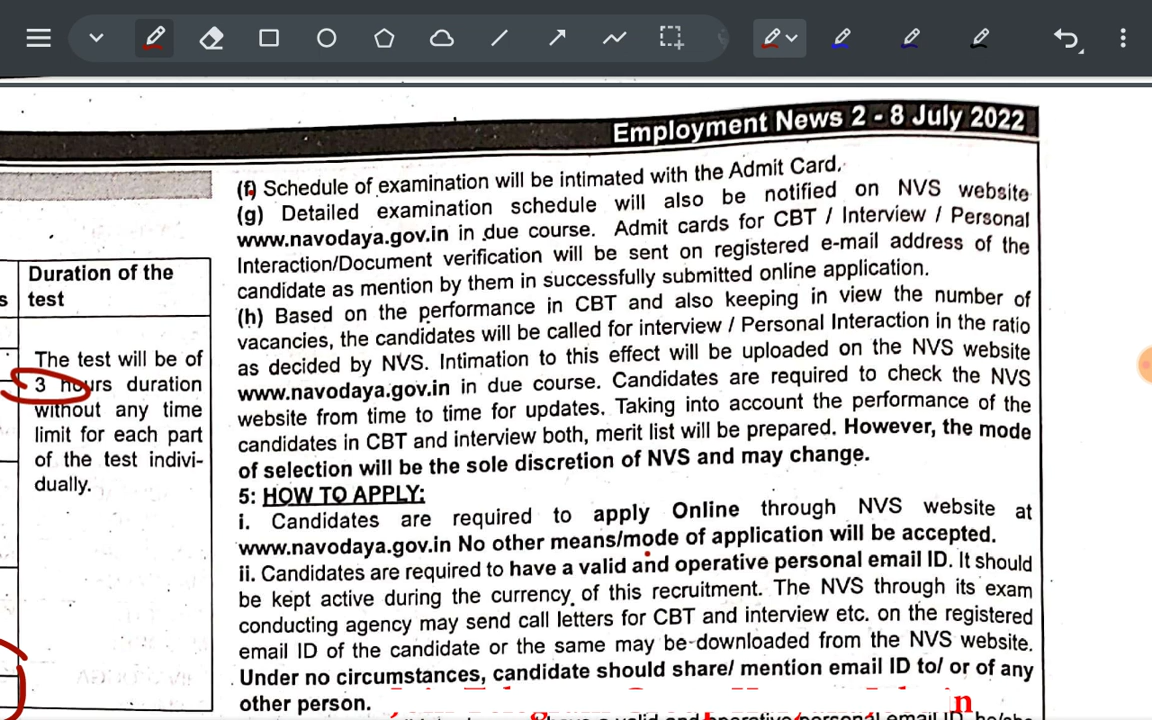 Employment News 2 - 8 July 2022
Duration of the
test
The test will be of
3 hours duration
without any time
limit for each part
of the test indivi-
dually.
(f) Schedule of examination will be intimated with the Admit Card.
(g) Detailed examination schedule will also be notified on NVS website
www.navodaya.gov.in in due course. Admit cards for CBT / Interview / Personal
Interaction/Document verification will be sent on registered e-mail address of the
candidate as mention by them in successfully submitted online application.
(h) Based on the performance in CBT and also keeping in view the number of
vacancies, the candidates will be called for interview / Personal Interaction in the ratio
as decided by NVS. Intimation to this effect will be uploaded on the NVS website
www.navodaya.gov.in in due course. Candidates are required to check the NVS
website from time to time for updates. Taking into account the performance of the
candidates in CBT and interview both, merit list will be prepared. However, the mode
of selection will be the sole discretion of NVS and may change.
5: HOW TO APPLY:
i. Candidates are required to apply Online through NVS website at
www.navodaya.gov.in No other means/mode of application will be accepted.
ii. Candidates are required to have a valid and operative personal email ID. It should
be kept active during the currency of this recruitment. The NVS through its exam
conducting agency may send call letters for CBT and interview etc. on the registered
email ID of the candidate or the same may be downloaded from the NVS website.
Under no circumstances, candidate should share/ mention email ID to/ or of any
other person.